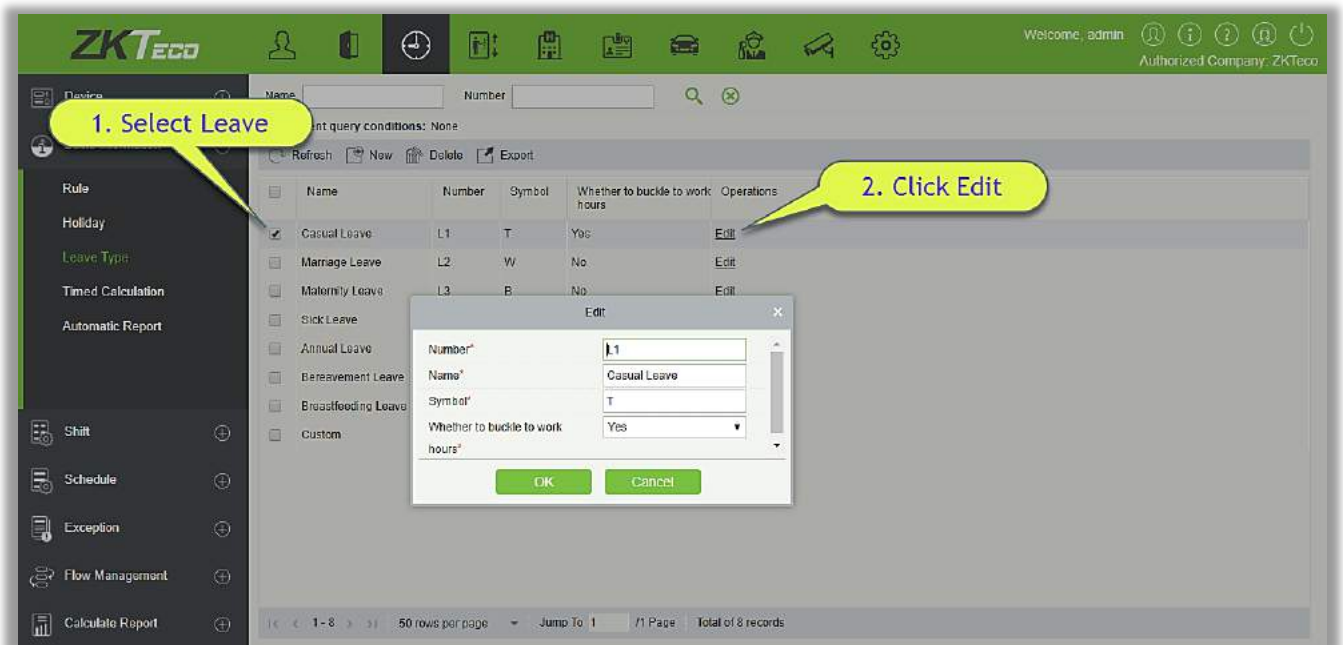 ZKTeco
Welcome, admin
Authorized Company: ZKTeco
Device
Name
Number
1. Select Leave
ent query conditions: None
Refresh New Delete Export
Rule
Holiday
Leave Type
Timed Calculation
Automatic Report
Shift
Schedule
Exception
Flow Management
Calculate Report
Name Number Symbol Whether to buckle to work hours Operations
2. Click Edit
Casual Leave L1 T Yes Edit
Marriage Leave L2 W No Edit
Maternity Leave L3 B No Edit
Sick Leave
Annual Leave
Bereavement Leave
Breastfeeding Leave
Custom
Edit
Number* L1
Name* Casual Leave
Symbol* T
Whether to buckle to work Yes
hours*
OK Cancel
1-8 50 rows per page Jump To 1 /1 Page Total of 8 records